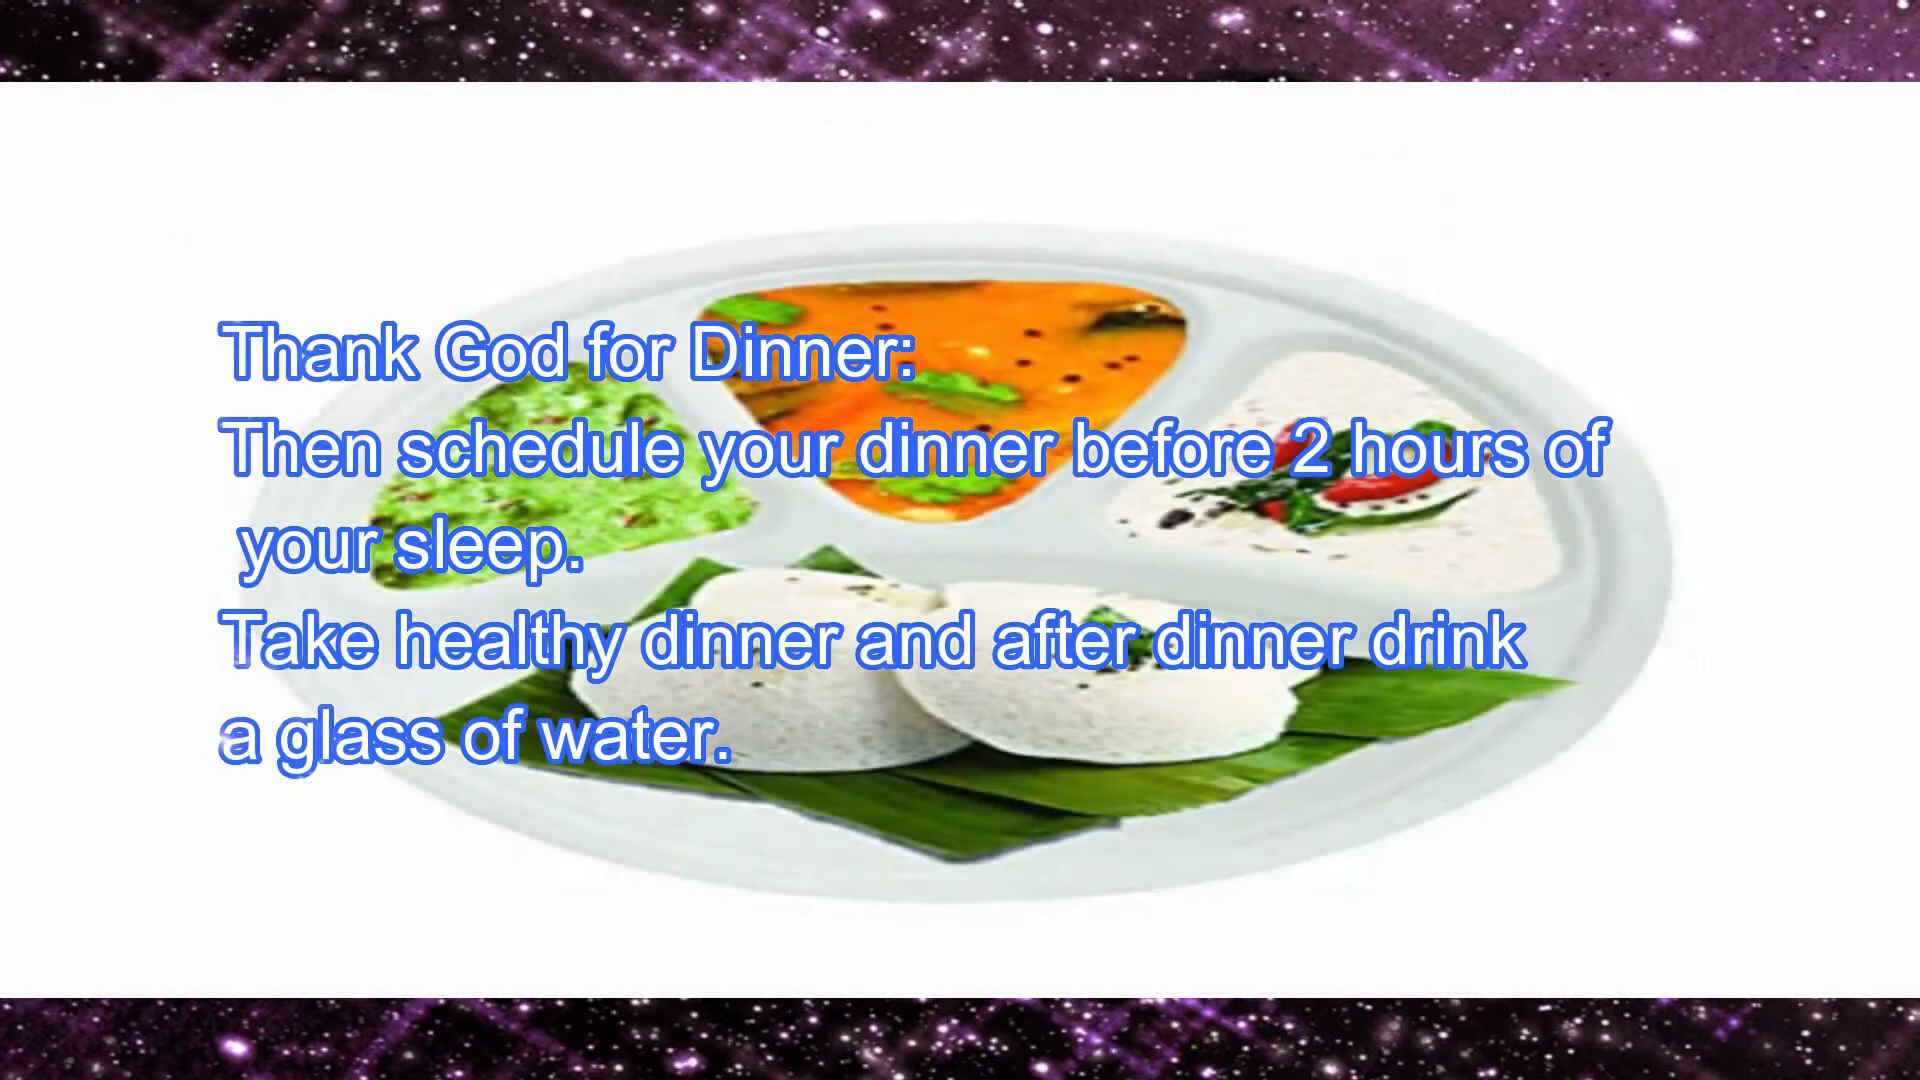 Thank God for Dinner:
Then schedule your dinner before 2 hours of
your sleep.
Take healthy dinner and after dinner drink
a glass of water.